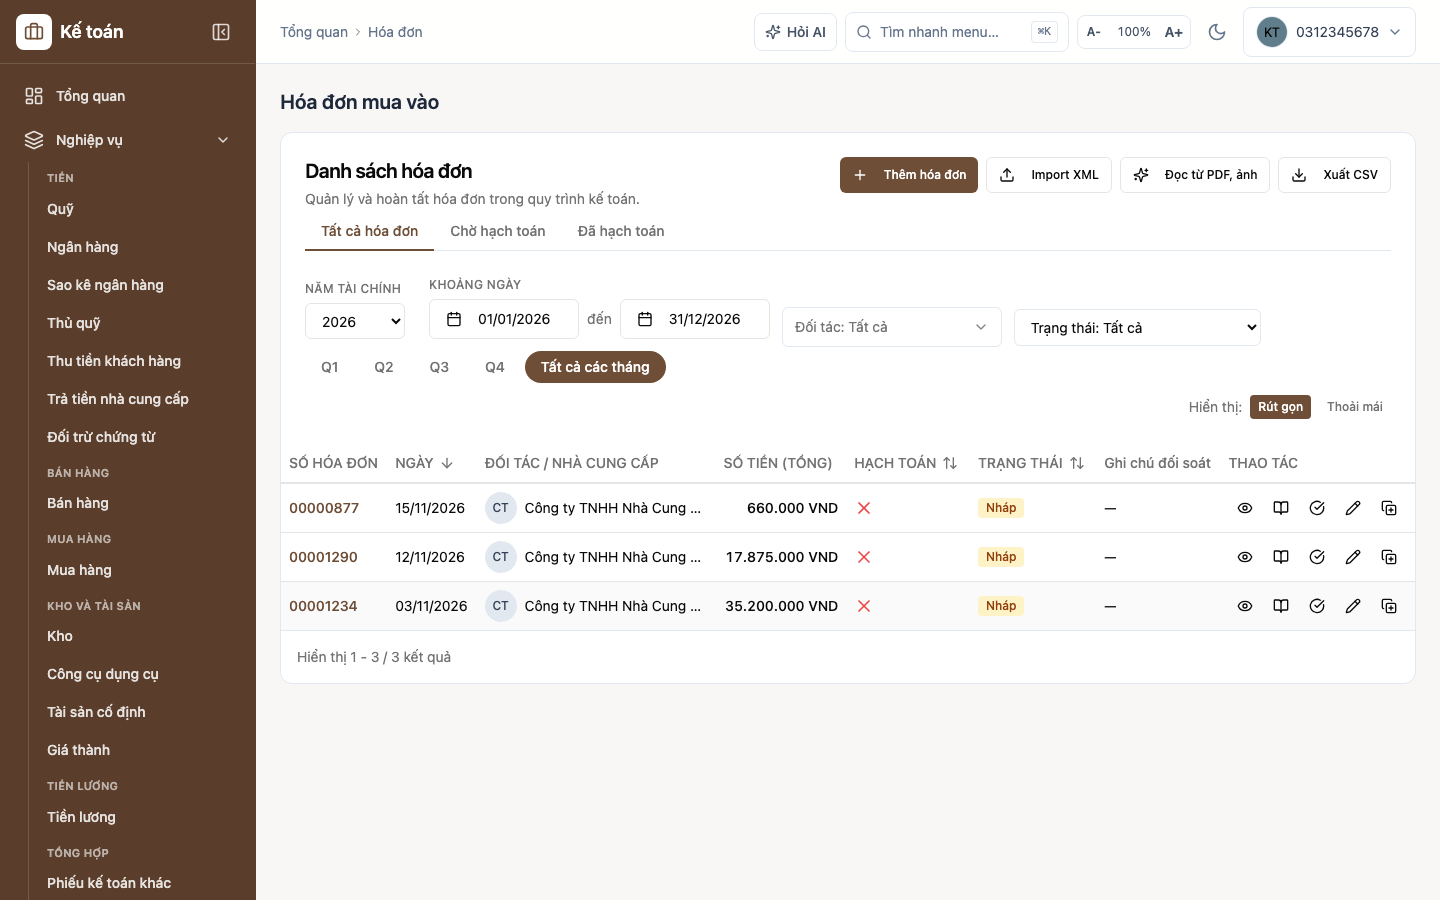 Kế toán
Tổng quan
Nghiệp vụ
TIỀN
Quỹ
Ngân hàng
Sao kê ngân hàng
Thủ quỹ
Thu tiền khách hàng
Trả tiền nhà cung cấp
Đối trừ chứng từ
BÁN HÀNG
Bán hàng
MUA HÀNG
Mua hàng
KHO VÀ TÀI SẢN
Kho
Công cụ dụng cụ
Tài sản cố định
Giá thành
TIỀN LƯƠNG
Tiền lương
TỔNG HỢP
Phiếu kế toán khác
Tổng quan > Hóa đơn
Hỏi AI
Tìm nhanh menu... ⌘K
A- 100% A+
KT 0312345678
Hóa đơn mua vào
Danh sách hóa đơn
Quản lý và hoàn tất hóa đơn trong quy trình kế toán.
Thêm hóa đơn
Import XML
Đọc từ PDF, ảnh
Xuất CSV
Tất cả hóa đơn Chờ hạch toán Đã hạch toán
NĂM TÀI CHÍNH KHOẢNG NGÀY
2026 01/01/2026 đến 31/12/2026 Đối tác: Tất cả Trạng thái: Tất cả
Q1 Q2 Q3 Q4 Tất cả các tháng
Hiển thị: Rút gọn Thoải mái
SỐ HÓA ĐƠN NGÀY ĐỐI TÁC / NHÀ CUNG CẤP SỐ TIỀN (TỔNG) HẠCH TOÁN TRẠNG THÁI Ghi chú đối soát THAO TÁC
00000877 15/11/2026 CT Công ty TNHH Nhà Cung ... 660.000 VND Nháp —
00001290 12/11/2026 CT Công ty TNHH Nhà Cung ... 17.875.000 VND Nháp —
00001234 03/11/2026 CT Công ty TNHH Nhà Cung ... 35.200.000 VND Nháp —
Hiển thị 1 - 3 / 3 kết quả